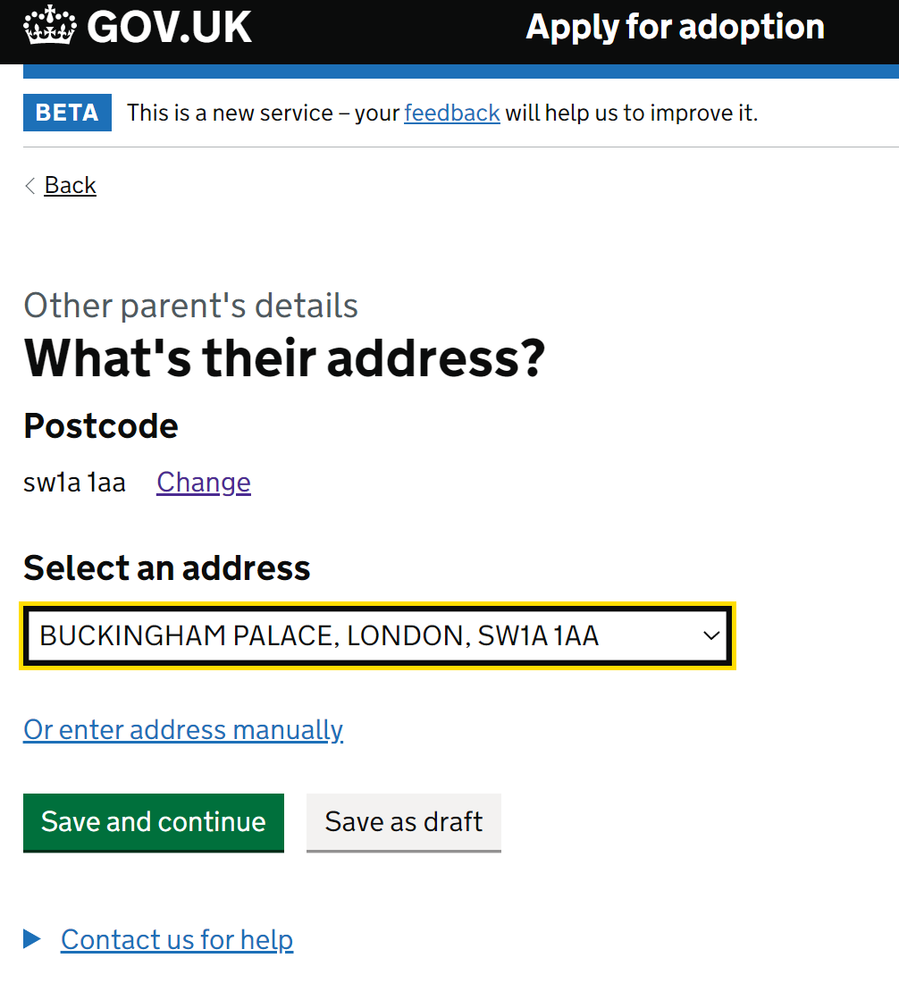 GOV.UK
Apply for adoption
BETA This is a new service – your feedback will help us to improve it.
Back
Other parent's details
What's their address?
Postcode
sw1a 1aa Change
Select an address
BUCKINGHAM PALACE, LONDON, SW1A 1AA
Or enter address manually
Save and continue Save as draft
Contact us for help